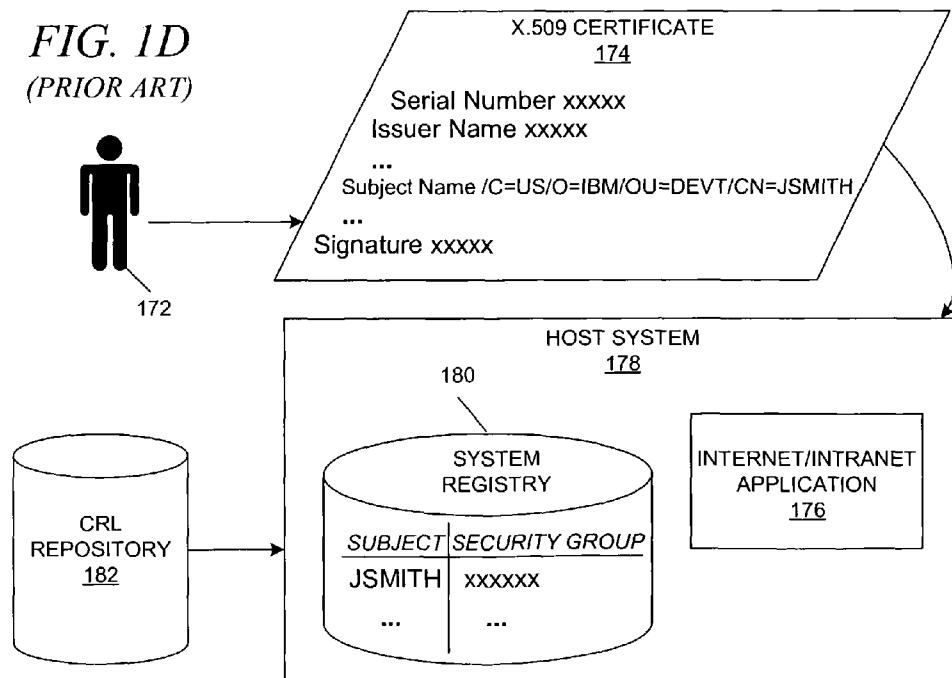 FIG. 1D
(PRIOR ART)
X.509 CERTIFICATE
174
Serial Number xxxxx
Issuer Name xxxxx
...
Subject Name /C=US/O=IBM/OU=DEVT/CN=JSMITH
...
Signature xxxxx
172
HOST SYSTEM
178
180
SYSTEM
REGISTRY
SUBJECT SECURITY GROUP
JSMITH xxxxxx
... ...
INTERNET/INTRANET
APPLICATION
176
CRL
REPOSITORY
182